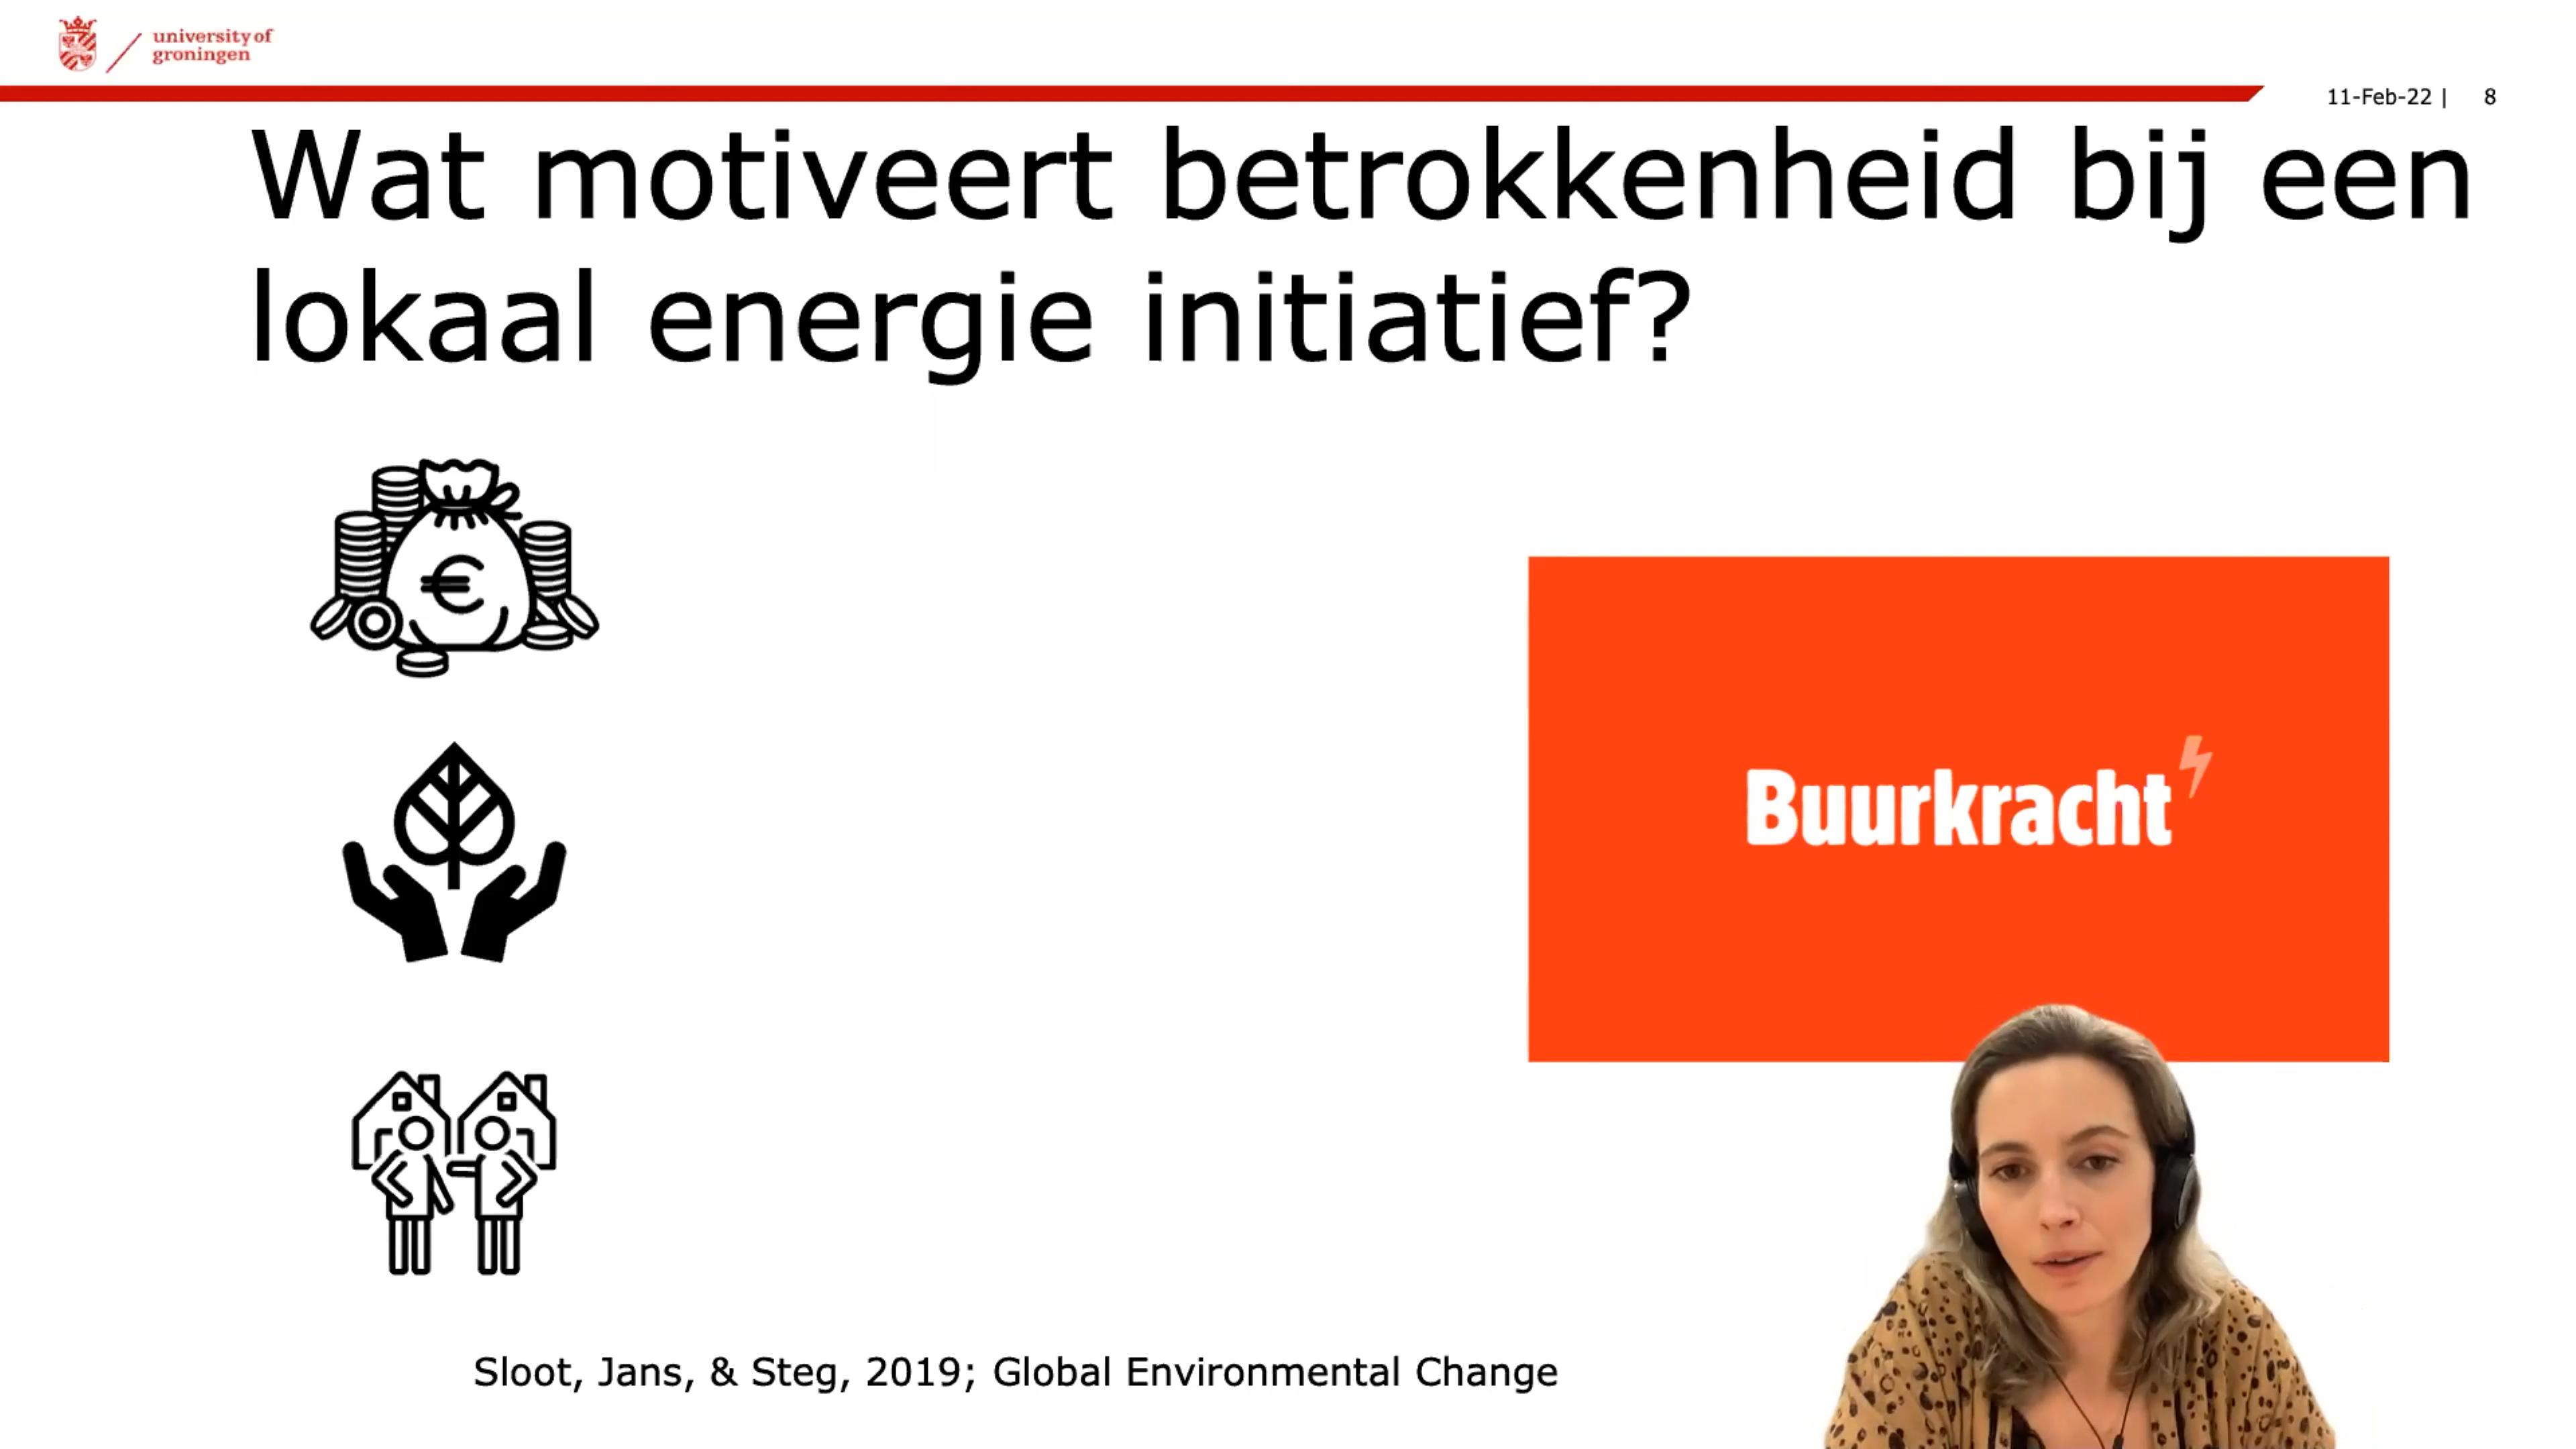 university of
groningen
11-Feb-22 | 8
Wat motiveert betrokkenheid bij een
lokaal energie initiatief?
€
Buurkracht
Sloot, Jans, & Steg, 2019; Global Environmental Change